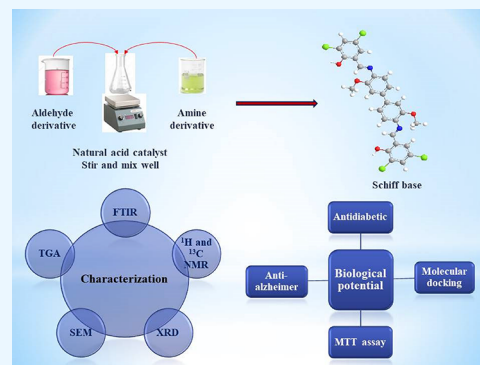 Aldehyde
derivative
Amine
derivative
Natural acid catalyst
Stir and mix well
Schiff base
FTIR
TGA
¹H and
¹³C
NMR
Characterization
SEM
XRD
Antidiabetic
Anti-
alzheimer
Biological
potential
Molecular
docking
MTT assay